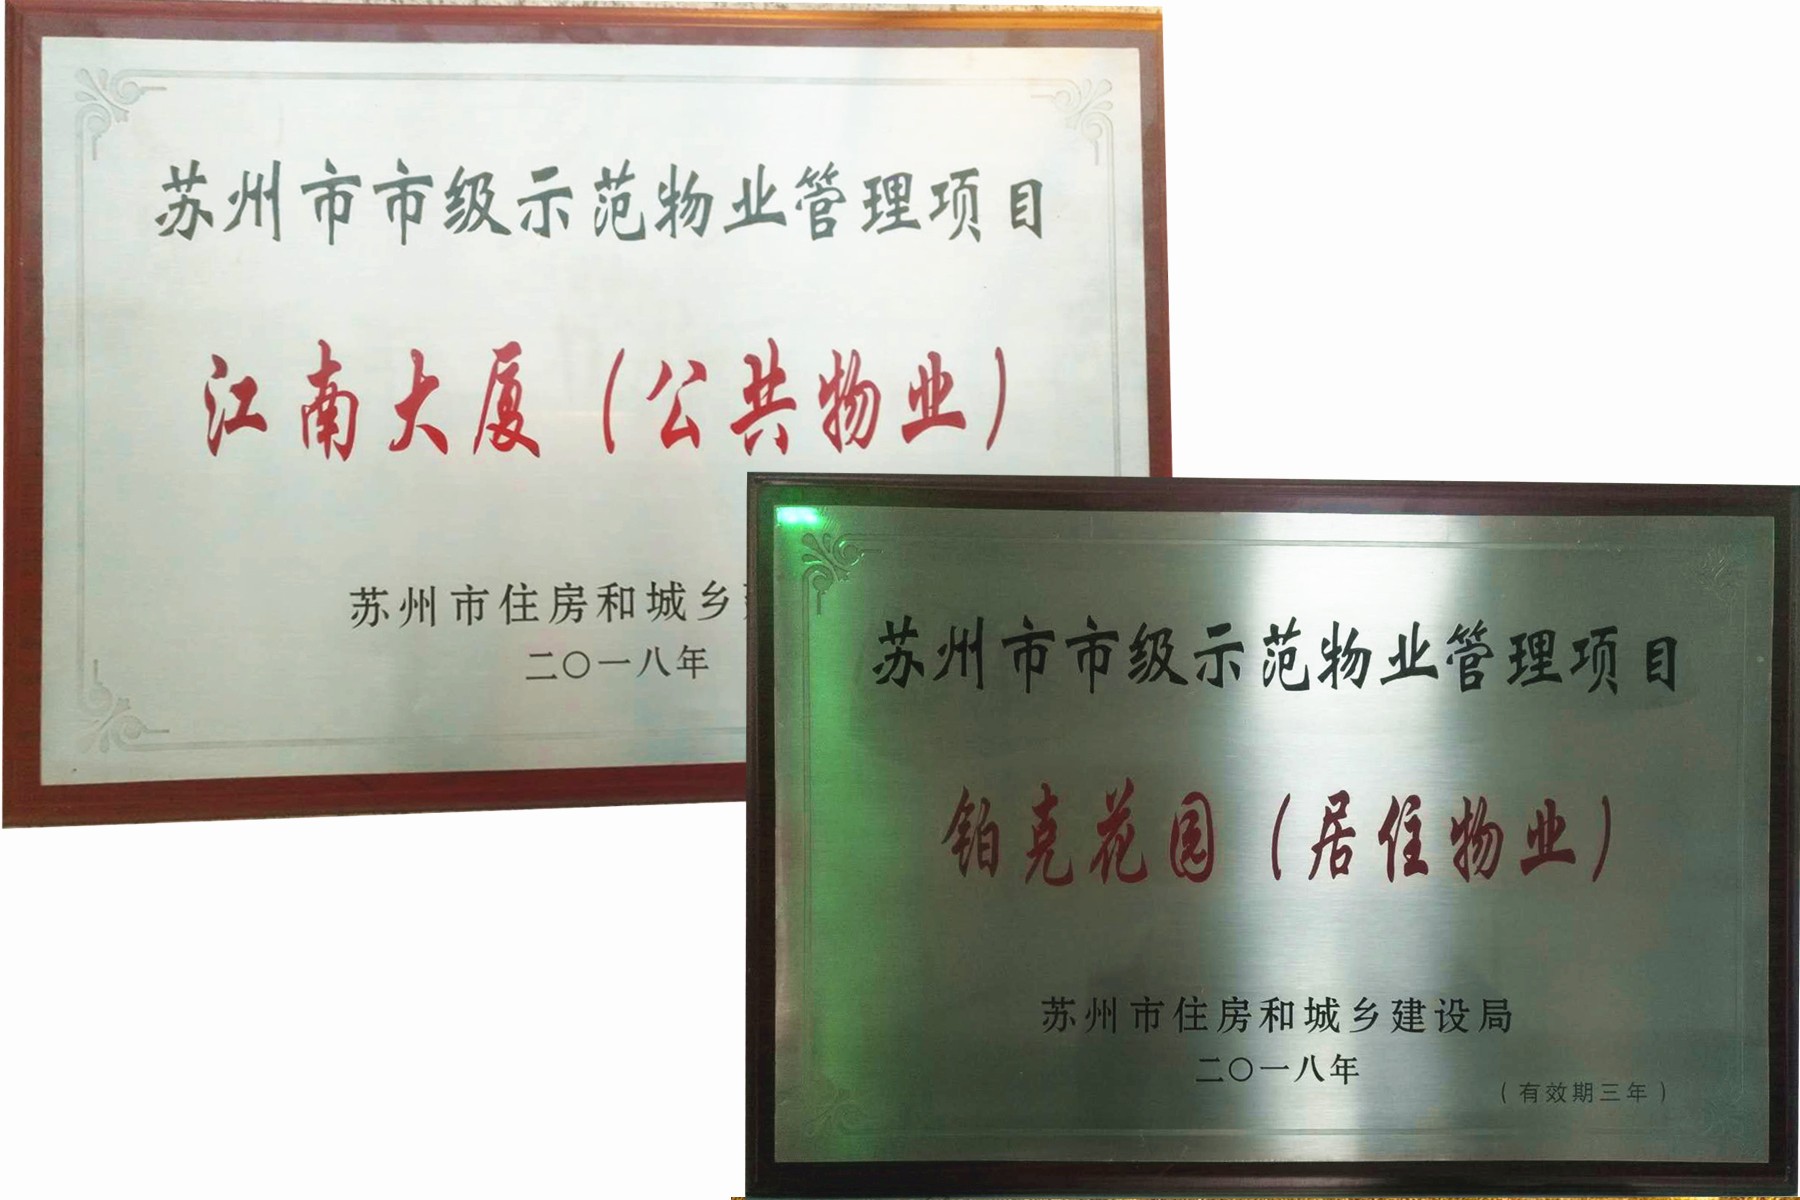 苏州市市级示范物业管理项目
江南大厦（公共物业）
苏州市住房和城乡
二〇一八年
苏州市市级示范物业管理项目
铂克花园（居住物业）
苏州市住房和城乡建设局
二〇一八年
（有效期三年）